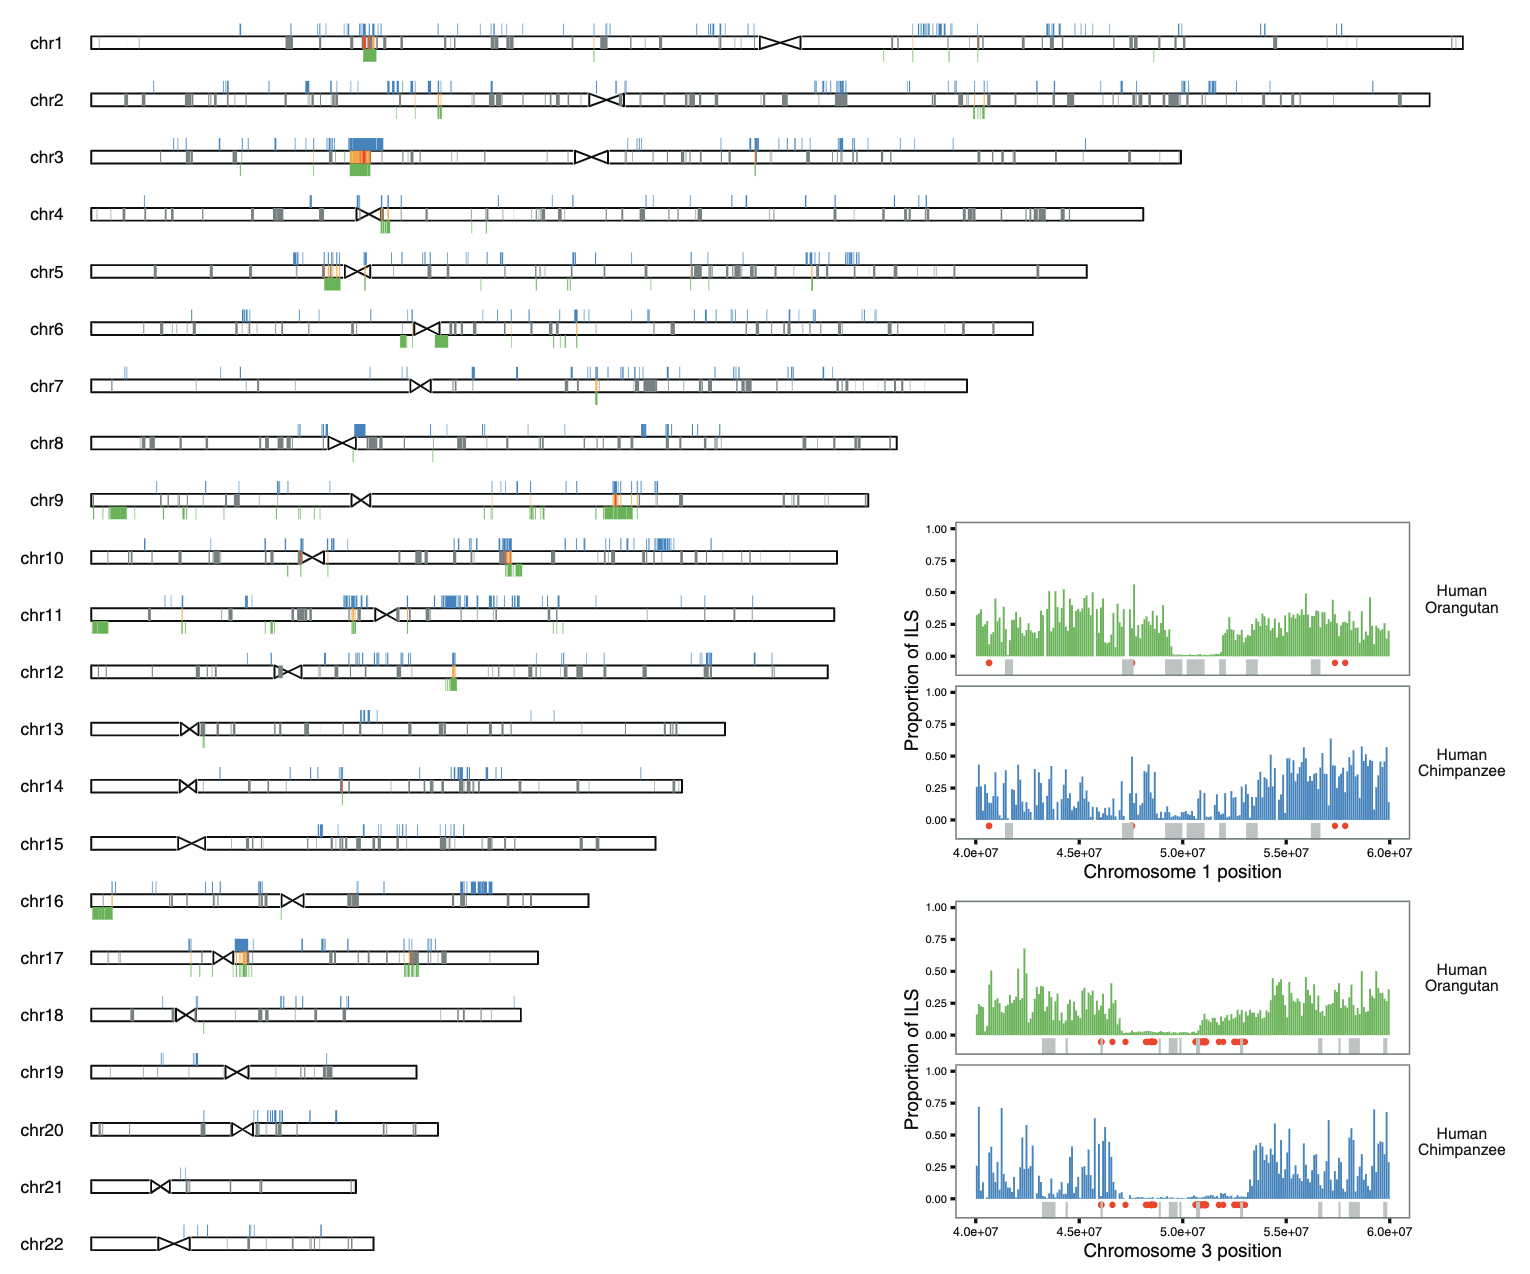 chr1
chr2
chr3
chr4
chr5
chr6
chr7
chr8
chr9
chr10
chr11
chr12
chr13
chr14
chr15
chr16
chr17
chr18
chr19
chr20
chr21
chr22
Proportion of ILS
1.00
0.75
0.50
0.25
0.00
Human
Orangutan
1.00
0.75
0.50
0.25
0.00
Human
Chimpanzee
4.0e+07 4.5e+07 5.0e+07 5.5e+07 6.0e+07
Chromosome 1 position
Proportion of ILS
1.00
0.75
0.50
0.25
0.00
Human
Orangutan
1.00
0.75
0.50
0.25
0.00
Human
Chimpanzee
4.0e+07 4.5e+07 5.0e+07 5.5e+07 6.0e+07
Chromosome 3 position